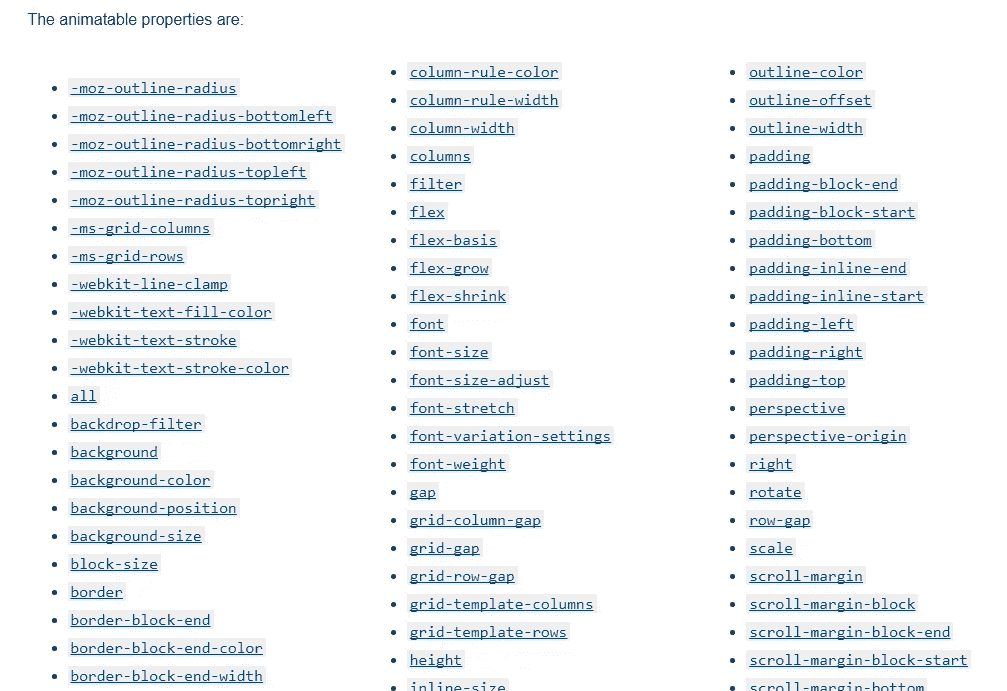 The animatable properties are:
-moz-outline-radius
-moz-outline-radius-bottomleft
-moz-outline-radius-bottomright
-moz-outline-radius-topleft
-moz-outline-radius-topright
-ms-grid-columns
-ms-grid-rows
-webkit-line-clamp
-webkit-text-fill-color
-webkit-text-stroke
-webkit-text-stroke-color
all
backdrop-filter
background
background-color
background-position
background-size
block-size
border
border-block-end
border-block-end-color
border-block-end-width
column-rule-color
column-rule-width
column-width
columns
filter
flex
flex-basis
flex-grow
flex-shrink
font
font-size
font-size-adjust
font-stretch
font-variation-settings
font-weight
gap
grid-column-gap
grid-gap
grid-row-gap
grid-template-columns
grid-template-rows
height
inline-size
outline-color
outline-offset
outline-width
padding
padding-block-end
padding-block-start
padding-bottom
padding-inline-end
padding-inline-start
padding-left
padding-right
padding-top
perspective
perspective-origin
right
rotate
row-gap
scale
scroll-margin
scroll-margin-block
scroll-margin-block-end
scroll-margin-block-start
scroll-margin-bottom